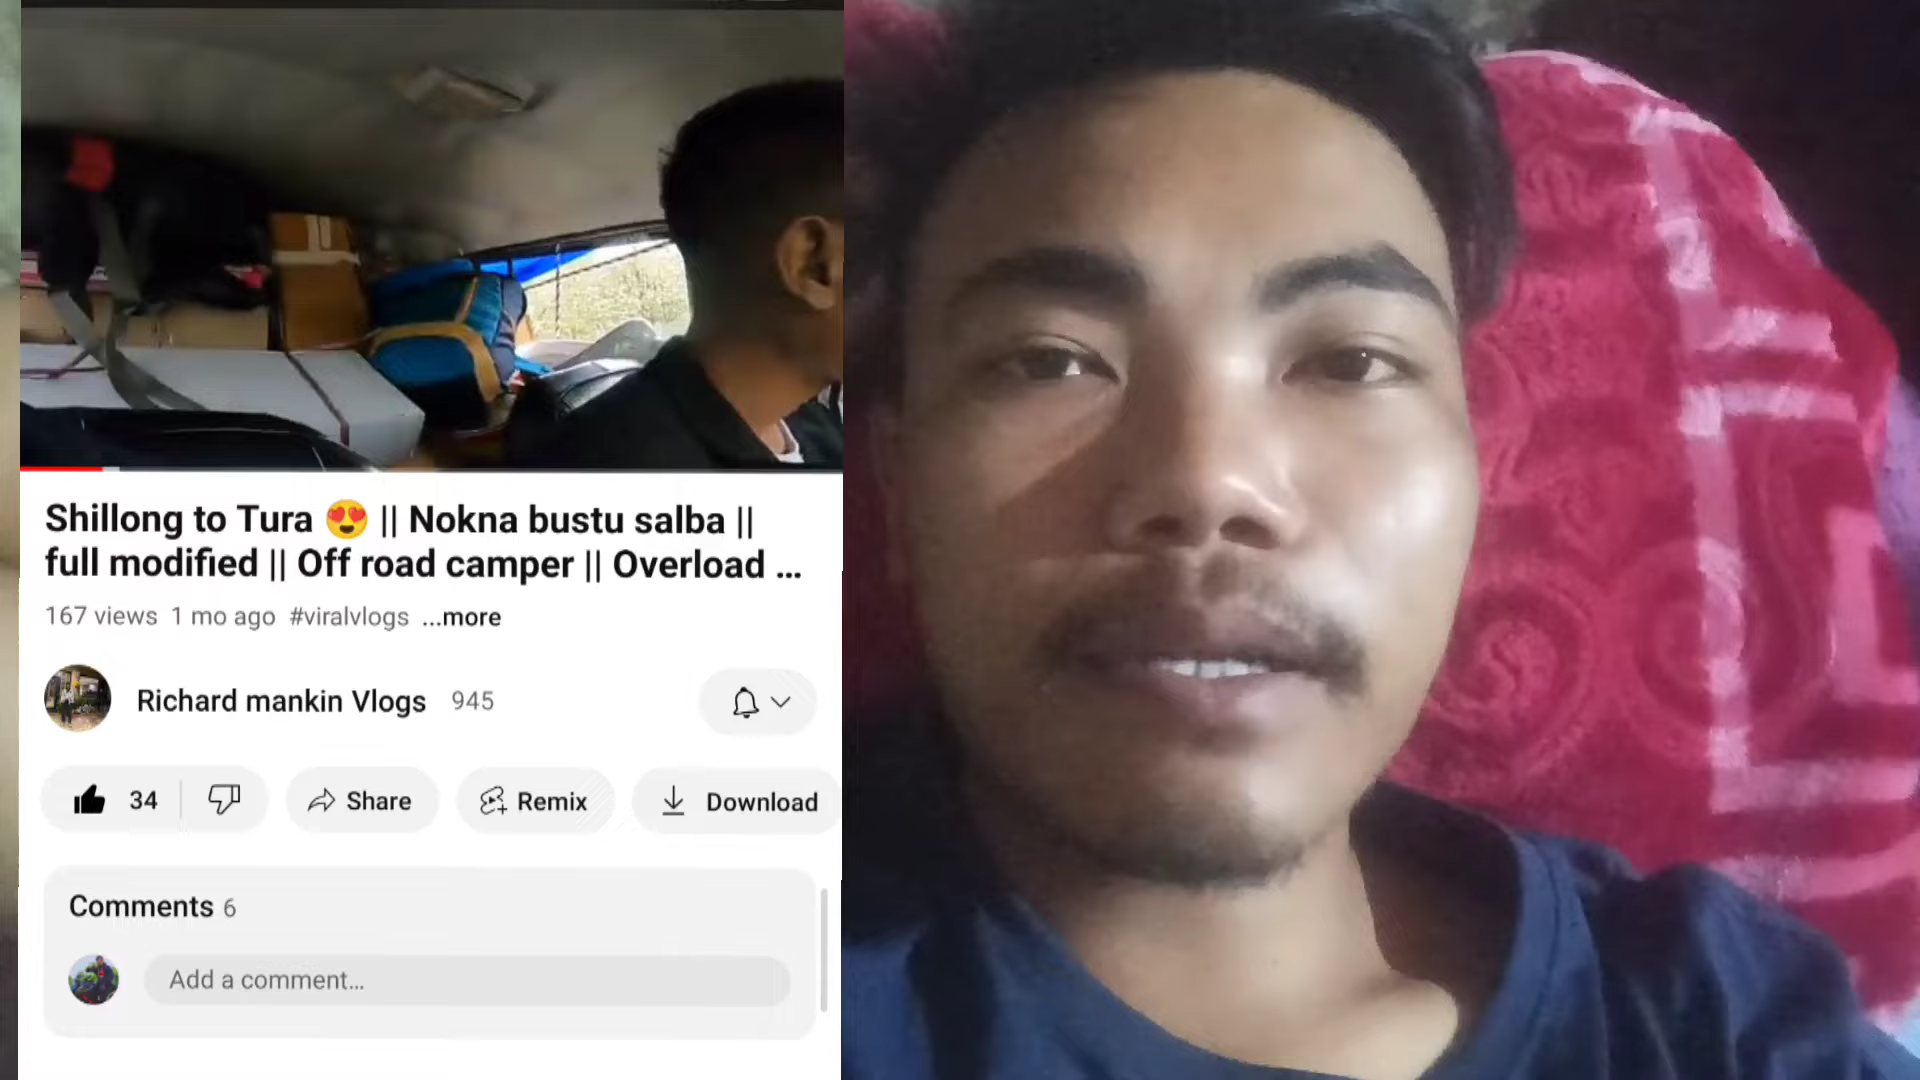 Shillong to Tura 😍 || Nokna bustu salba ||
full modified || Off road camper || Overload ...
167 views 1 mo ago #viralvlogs ...more
Richard mankin Vlogs 945
34 Share Remix Download
Comments 6
Add a comment...